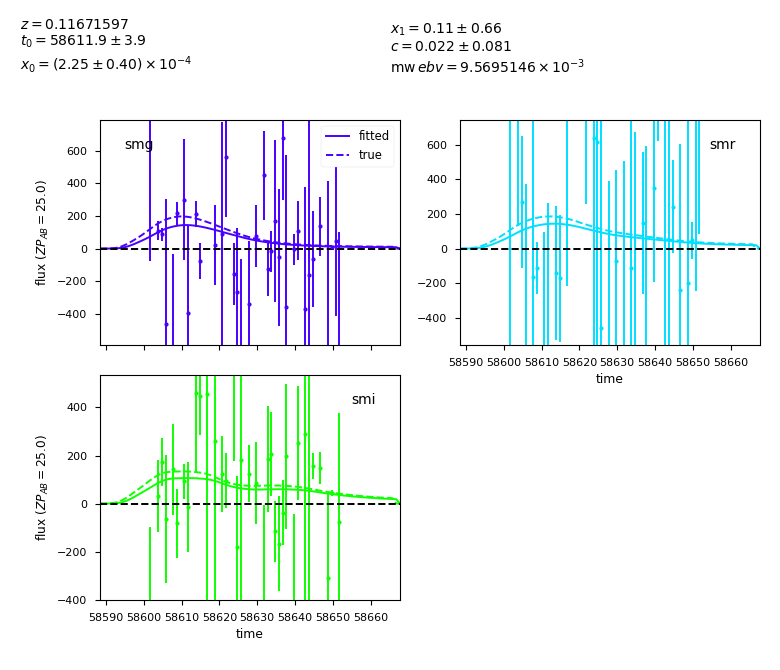 z = 0.11671597
t₀ = 58611.9 ± 3.9
x₀ = (2.25 ± 0.40) × 10⁻⁴
x₁ = 0.11 ± 0.66
c = 0.022 ± 0.081
mw ebv = 9.5695146 × 10⁻³
smg
fitted
true
600
400
200
0
−200
−400
flux (ZP_AB = 25.0)
smr
600
400
200
0
−200
−400
58590 58600 58610 58620 58630 58640 58650 58660
time
smi
400
200
0
−200
−400
flux (ZP_AB = 25.0)
58590 58600 58610 58620 58630 58640 58650 58660
time